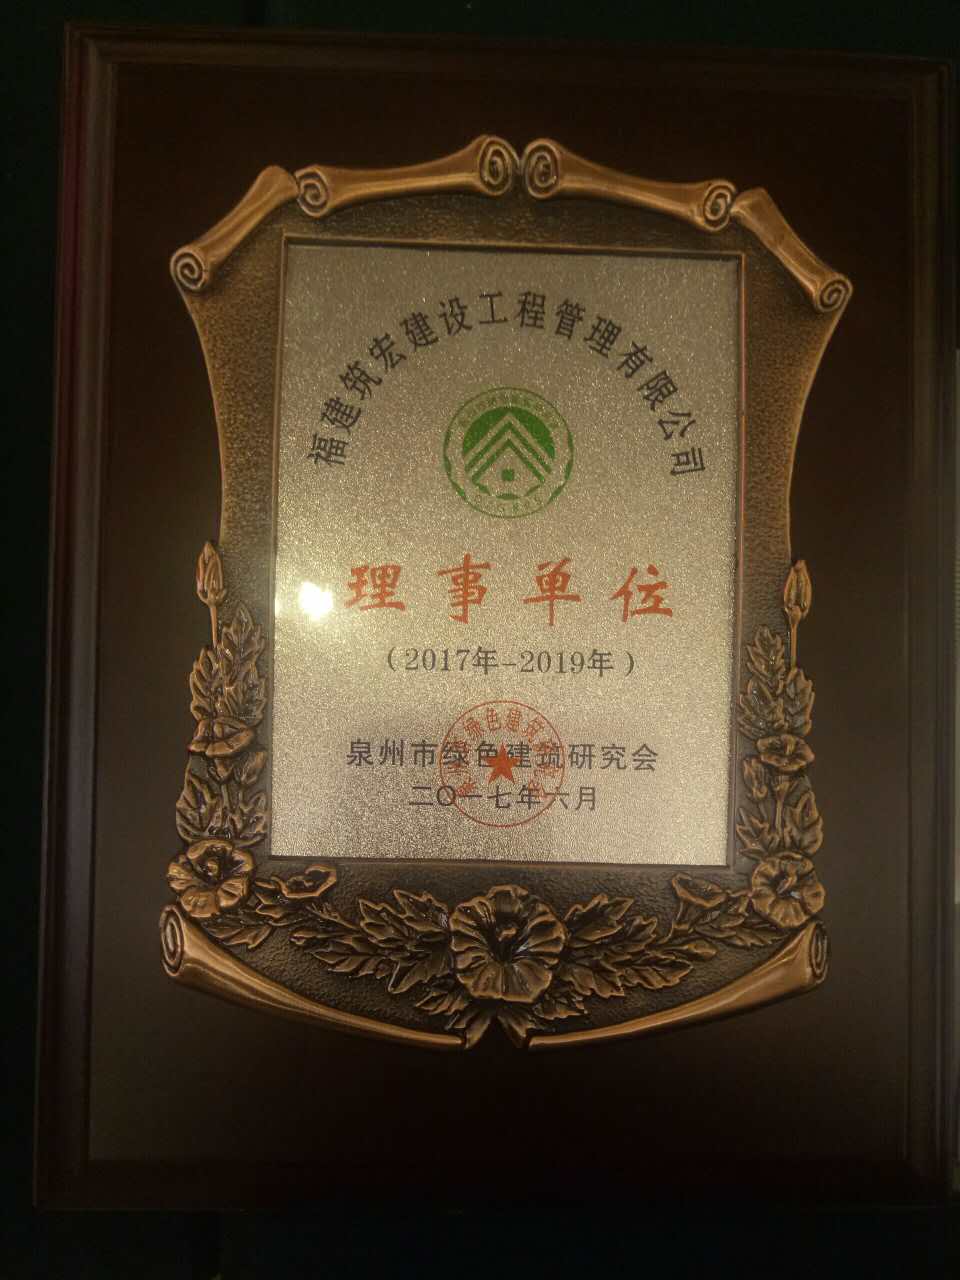 福建筑宏建设工程管理有限公司
理事单位
（2017年-2019年）
泉州市绿色建筑研究会
二〇一七年六月